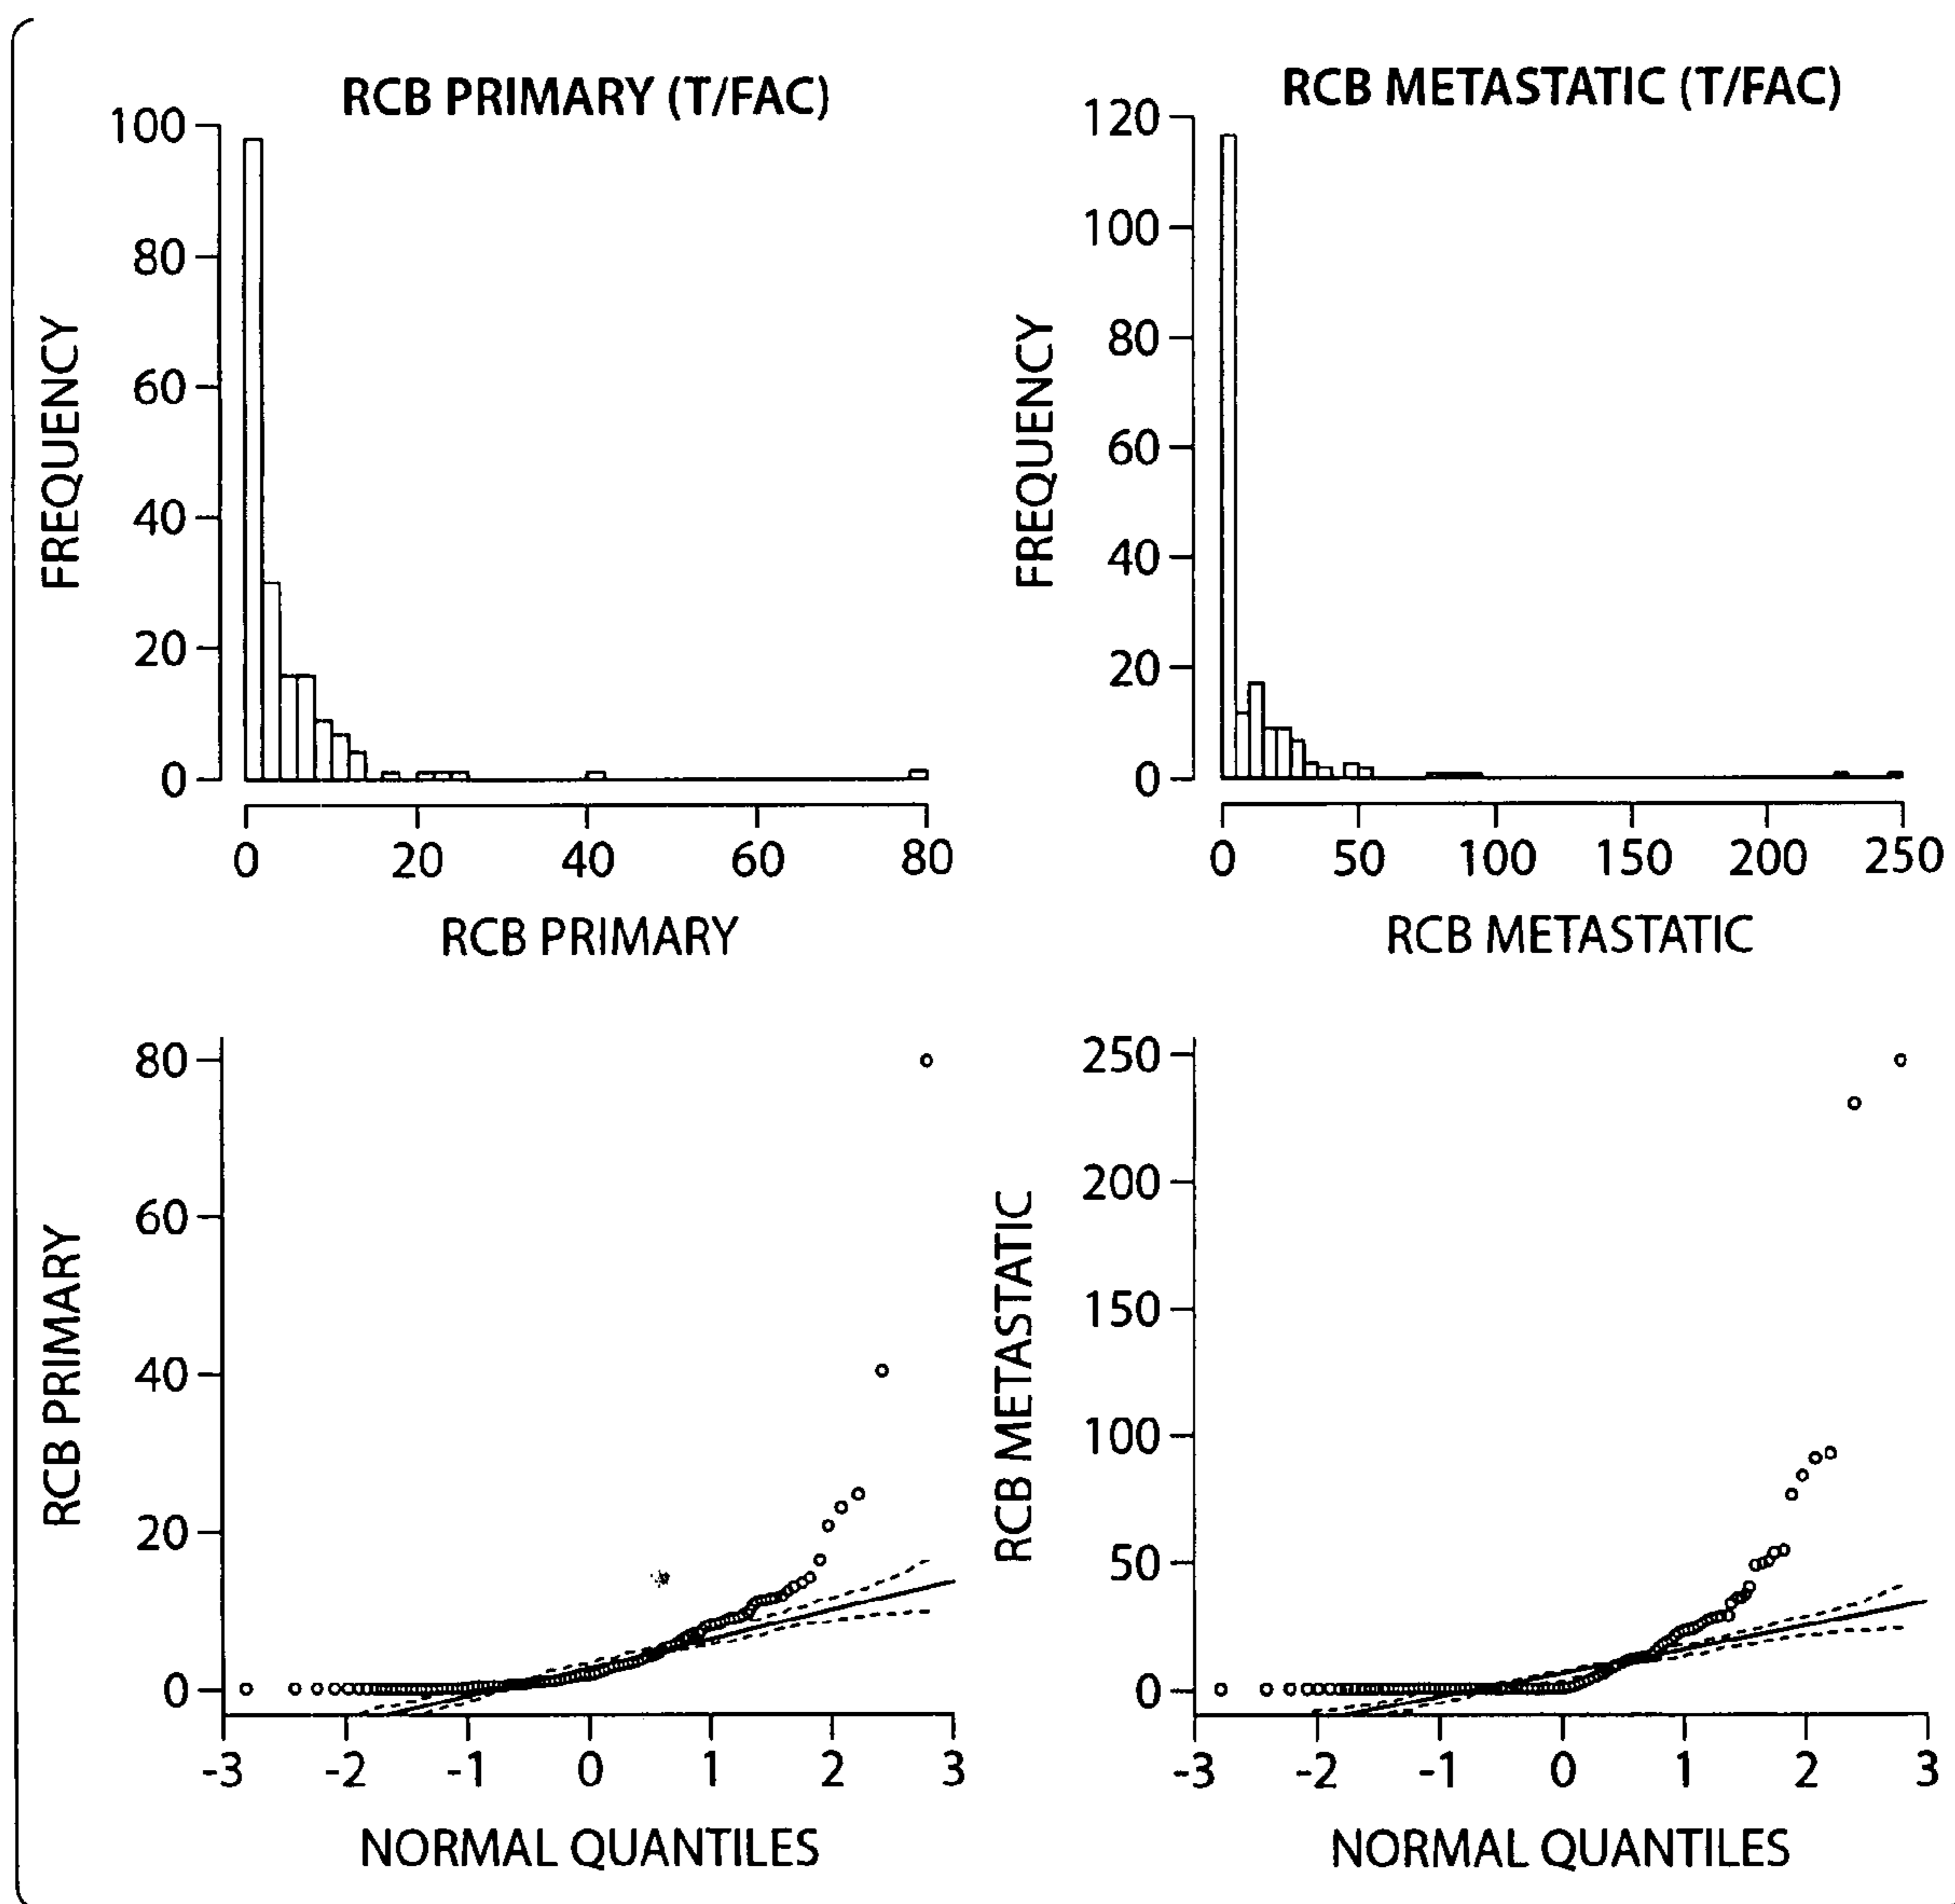 RCB PRIMARY (T/FAC)
100
80
60
40
20
0
FREQUENCY
0 20 40 60 80
RCB PRIMARY
RCB METASTATIC (T/FAC)
120
100
80
60
40
20
0
FREQUENCY
0 50 100 150 200 250
RCB METASTATIC
80
60
40
20
0
RCB PRIMARY
-3 -2 -1 0 1 2 3
NORMAL QUANTILES
250
200
150
100
50
0
RCB METASTATIC
-3 -2 -1 0 1 2 3
NORMAL QUANTILES